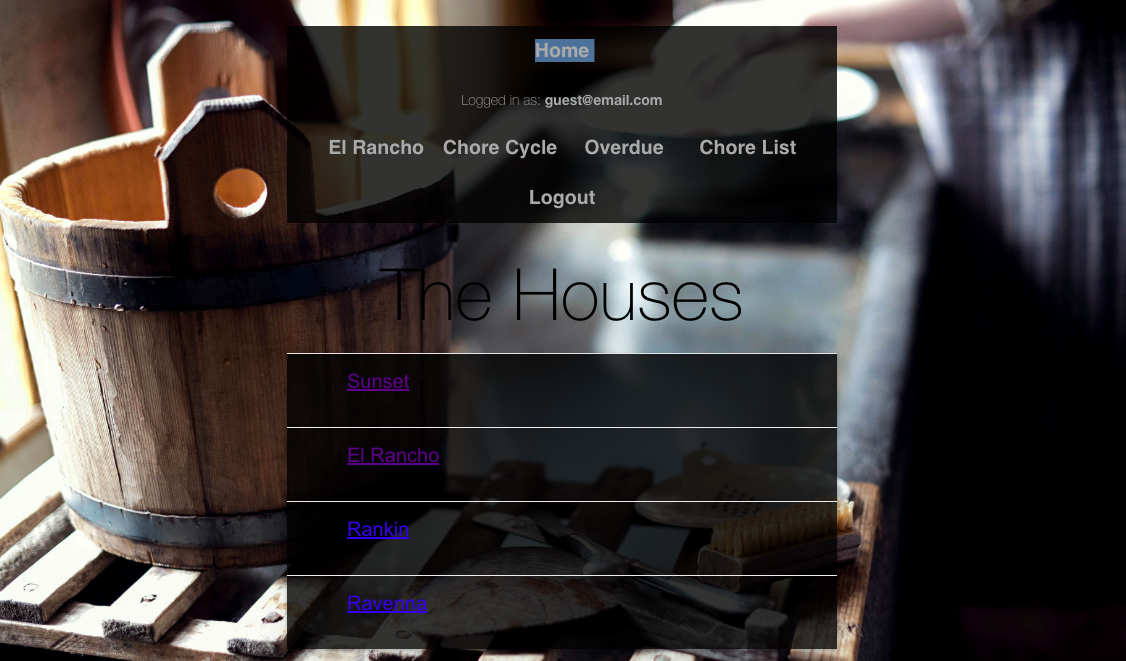 Home
Logged in as: guest@email.com
El Rancho Chore Cycle Overdue Chore List
Logout
The Houses
Sunset
El Rancho
Rankin
Ravenna